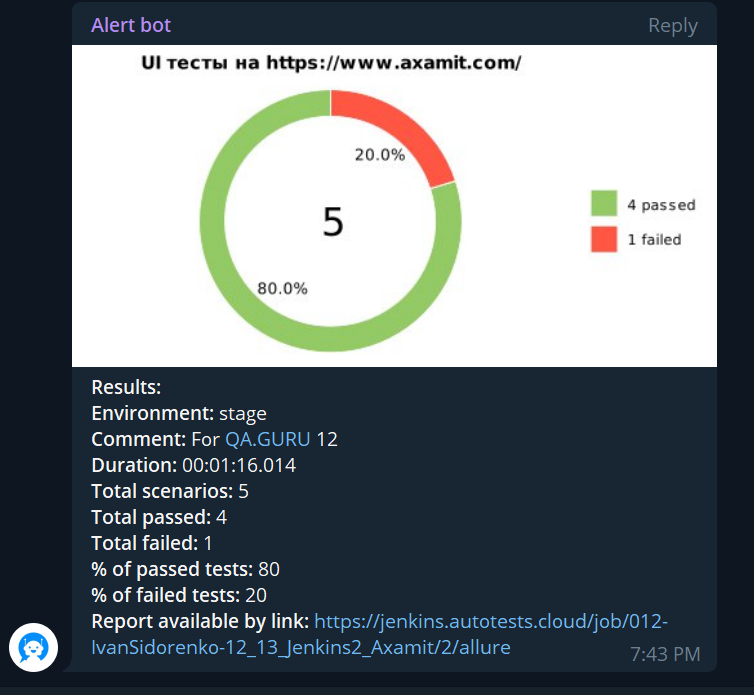 Alert bot Reply
UI тесты на https://www.axamit.com/
20.0%
5
4 passed
1 failed
80.0%
Results:
Environment: stage
Comment: For QA.GURU 12
Duration: 00:01:16.014
Total scenarios: 5
Total passed: 4
Total failed: 1
% of passed tests: 80
% of failed tests: 20
Report available by link: https://jenkins.autotests.cloud/job/012-
IvanSidorenko-12_13_Jenkins2_Axamit/2/allure
7:43 PM